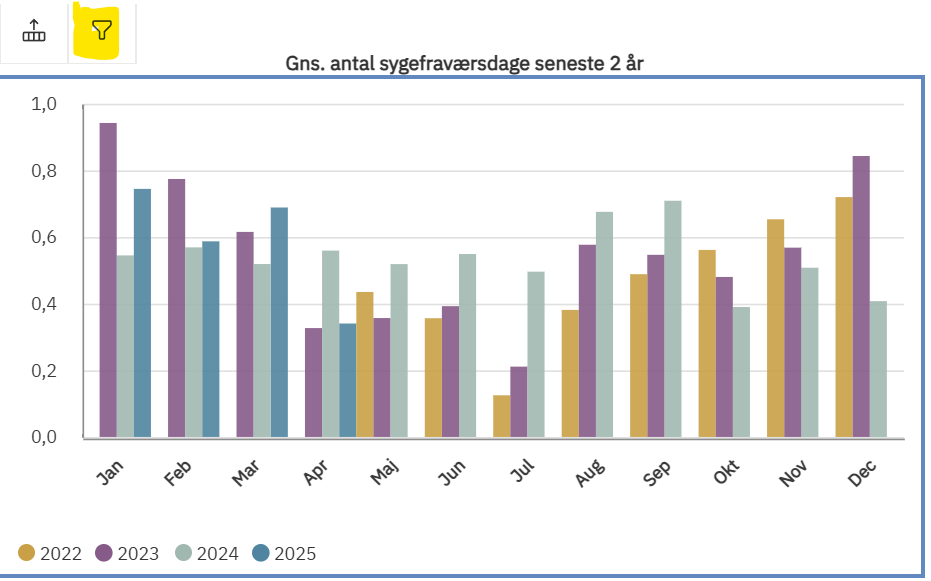 Gns. antal sygefraværsdage seneste 2 år
1,0
0,8
0,6
0,4
0,2
0,0
Jan Feb Mar Apr Maj Jun Jul Aug Sep Okt Nov Dec
2022 2023 2024 2025